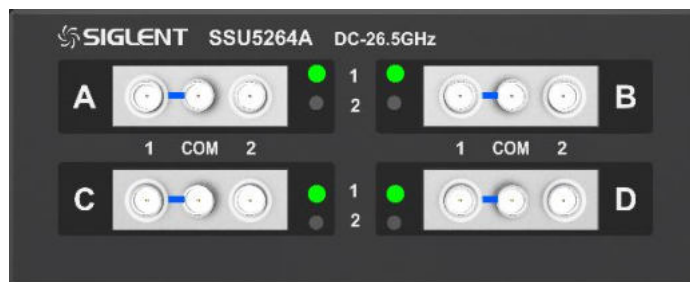 SIGLENT SSU5264A DC-26.5GHz
A 1 B
2
1 COM 2 1 COM 2
C 1 D
2